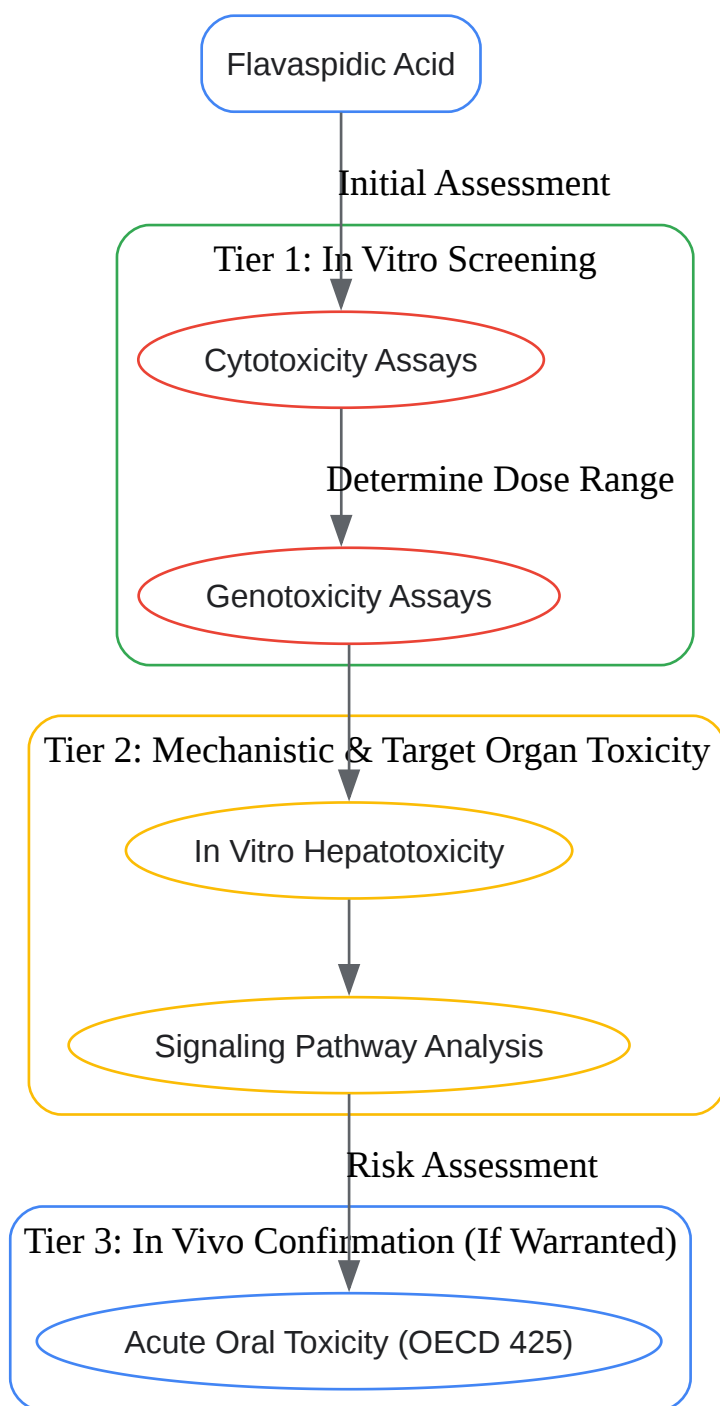 Flavaspidic Acid
Initial Assessment
Tier 1: In Vitro Screening
Cytotoxicity Assays
Determine Dose Range
Genotoxicity Assays
Tier 2: Mechanistic & Target Organ Toxicity
In Vitro Hepatotoxicity
Signaling Pathway Analysis
Risk Assessment
Tier 3: In Vivo Confirmation (If Warranted)
Acute Oral Toxicity (OECD 425)